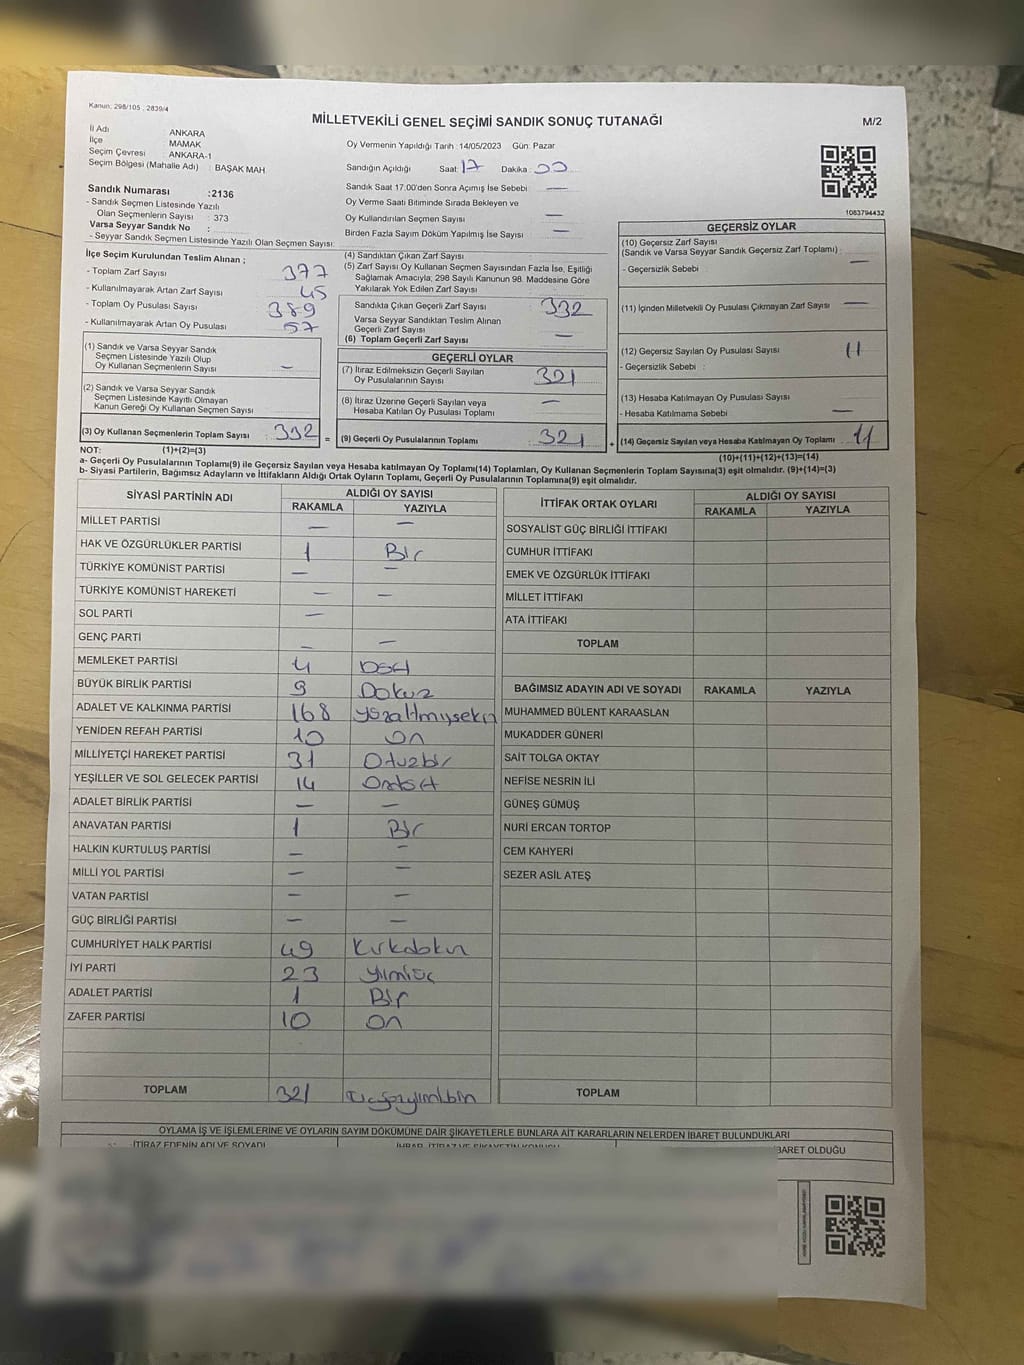 Kanun: 298/105 ; 2839/4
MİLLETVEKİLİ GENEL SEÇİMİ SANDIK SONUÇ TUTANAĞI
M/2
İl Adı : ANKARA
İlçe : MAMAK
Seçim Çevresi : ANKARA-1
Seçim Bölgesi (Mahalle Adı) : BAŞAK MAH
Oy Vermenin Yapıldığı Tarih :14/05/2023 Gün: Pazar
Sandığın Açıldığı Saat: 17 Dakika :
Sandık Saat 17.00'den Sonra Açılmış İse Sebebi : —
Oy Verme Saati Bitiminde Sırada Bekleyen ve
Oy Kullandırılan Seçmen Sayısı : —
Birden Fazla Sayım Döküm Yapılmış İse Sayısı : —
1083794432
Sandık Numarası :2136
- Sandık Seçmen Listesinde Yazılı
Olan Seçmenlerin Sayısı : 373
Varsa Seyyar Sandık No :
- Seyyar Sandık Seçmen Listesinde Yazılı Olan Seçmen Sayısı:
İlçe Seçim Kurulundan Teslim Alınan ;
- Toplam Zarf Sayısı : 377
- Kullanılmayarak Artan Zarf Sayısı : 45
- Toplam Oy Pusulası Sayısı : 389
- Kullanılmayarak Artan Oy Pusulası : 57
(1) Sandık ve Varsa Seyyar Sandık
Seçmen Listesinde Yazılı Olup
Oy Kullanan Seçmenlerin Sayısı : —
(2) Sandık ve Varsa Seyyar Sandık
Seçmen Listesinde Kayıtlı Olmayan
Kanun Gereği Oy Kullanan Seçmen Sayısı :
(3) Oy Kullanan Seçmenlerin Toplam Sayısı : 332 =
(4) Sandıktan Çıkan Zarf Sayısı :
(5) Zarf Sayısı Oy Kullanan Seçmen Sayısından Fazla İse, Eşitliği
Sağlamak Amacıyla; 298 Sayılı Kanunun 98. Maddesine Göre
Yakılarak Yok Edilen Zarf Sayısı :
Sandıkta Çıkan Geçerli Zarf Sayısı : 332
Varsa Seyyar Sandıktan Teslim Alınan
Geçerli Zarf Sayısı :
(6) Toplam Geçerli Zarf Sayısı : —
GEÇERLİ OYLAR
(7) İtiraz Edilmeksizin Geçerli Sayılan
Oy Pusulalarının Sayısı : 321
(8) İtiraz Üzerine Geçerli Sayılan veya
Hesaba Katılan Oy Pusulası Toplamı : —
(9) Geçerli Oy Pusulalarının Toplamı : 321 +
GEÇERSİZ OYLAR
(10) Geçersiz Zarf Sayısı
(Sandık ve Varsa Seyyar Sandık Geçersiz Zarf Toplamı) : —
- Geçersizlik Sebebi :
(11) İçinden Milletvekili Oy Pusulası Çıkmayan Zarf Sayısı : —
(12) Geçersiz Sayılan Oy Pusulası Sayısı : 11
- Geçersizlik Sebebi :
(13) Hesaba Katılmayan Oy Pusulası Sayısı :
- Hesaba Katılmama Sebebi : —
(14) Geçersiz Sayılan veya Hesaba Katılmayan Oy Toplamı : 11
NOT: (1)+(2)=(3)
(10)+(11)+(12)+(13)=(14)
a- Geçerli Oy Pusulalarının Toplamı(9) ile Geçersiz Sayılan veya Hesaba katılmayan Oy Toplamı(14) Toplamları, Oy Kullanan Seçmenlerin Toplam Sayısına(3) eşit olmalıdır. (9)+(14)=(3)
b- Siyasi Partilerin, Bağımsız Adayların ve İttifakların Aldığı Ortak Oyların Toplamı, Geçerli Oy Pusulalarının Toplamına(9) eşit olmalıdır.
SİYASİ PARTİNİN ADI
ALDIĞI OY SAYISI
RAKAMLA YAZIYLA
MİLLET PARTİSİ — —
HAK VE ÖZGÜRLÜKLER PARTİSİ 1 Bir
TÜRKİYE KOMÜNİST PARTİSİ — —
TÜRKİYE KOMÜNİST HAREKETİ — —
SOL PARTİ —
GENÇ PARTİ — —
MEMLEKET PARTİSİ 4 Dört
BÜYÜK BİRLİK PARTİSİ 9 Dokuz
ADALET VE KALKINMA PARTİSİ 168 yüzaltmışsekiz
YENİDEN REFAH PARTİSİ 10 On
MİLLİYETÇİ HAREKET PARTİSİ 31 Otuzbir
YEŞİLLER VE SOL GELECEK PARTİSİ 14 Ondört
ADALET BİRLİK PARTİSİ — —
ANAVATAN PARTİSİ 1 Bir
HALKIN KURTULUŞ PARTİSİ — —
MİLLİ YOL PARTİSİ — —
VATAN PARTİSİ — —
GÜÇ BİRLİĞİ PARTİSİ — —
CUMHURİYET HALK PARTİSİ 49 Kırkdokuz
İYİ PARTİ 23 yirmiüç
ADALET PARTİSİ 1 Bir
ZAFER PARTİSİ 10 On
TOPLAM 321 Üçyüzyirmibir
İTTİFAK ORTAK OYLARI
ALDIĞI OY SAYISI
RAKAMLA YAZIYLA
SOSYALİST GÜÇ BİRLİĞİ İTTİFAKI
CUMHUR İTTİFAKI
EMEK VE ÖZGÜRLÜK İTTİFAKI
MİLLET İTTİFAKI
ATA İTTİFAKI
TOPLAM
BAĞIMSIZ ADAYIN ADI VE SOYADI RAKAMLA YAZIYLA
MUHAMMED BÜLENT KARAASLAN
MUKADDER GÜNERİ
SAİT TOLGA OKTAY
NEFİSE NESRİN İLİ
GÜNEŞ GÜMÜŞ
NURİ ERCAN TORTOP
CEM KAHYERİ
SEZER ASİL ATEŞ
TOPLAM
OYLAMA İŞ VE İŞLEMLERİNE VE OYLARIN SAYIM DÖKÜMÜNE DAİR ŞİKAYETLERLE BUNLARA AİT KARARLARIN NELERDEN İBARET BULUNDUKLARI
İTİRAZ EDENİN ADI VE SOYADI
İBARET OLDUĞU